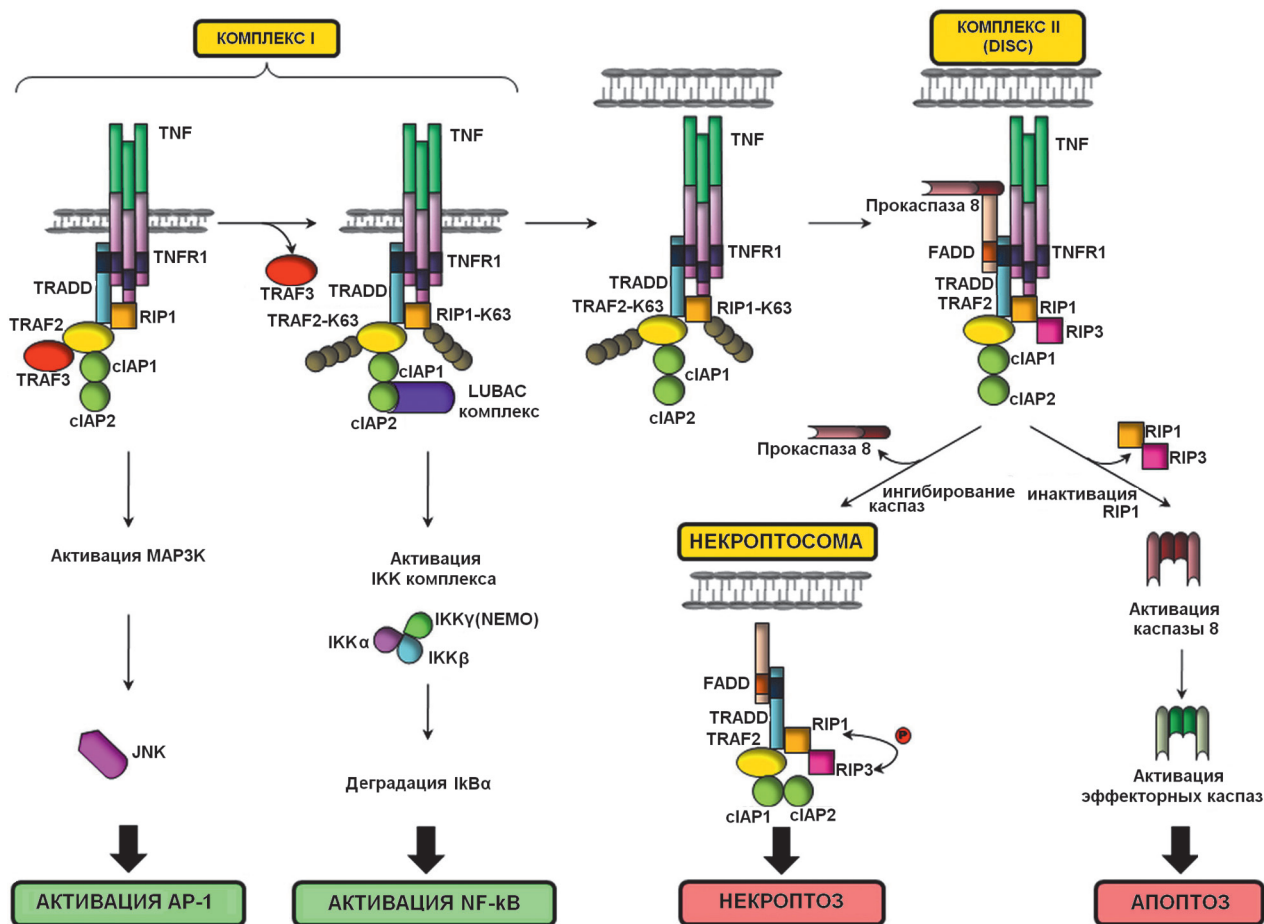 КОМПЛЕКС I
КОМПЛЕКС II
(DISC)
TNF
TNFR1
TRADD
TRAF2
RIP1
TRAF3
cIAP1
cIAP2
TRAF3
TNF
TNFR1
TRADD
TRAF2-K63
RIP1-K63
cIAP1
LUBAC
комплекс
cIAP2
TNF
TNFR1
TRADD
TRAF2-K63
RIP1-K63
cIAP1
cIAP2
TNF
Прокаспаза 8
FADD
TNFR1
TRADD
TRAF2
RIP1
RIP3
cIAP1
cIAP2
Прокаспаза 8
ингибирование
каспаз
RIP1
RIP3
инактивация
RIP1
Активация MAP3K
JNK
АКТИВАЦИЯ AP-1
Активация
IKK комплекса
IKKγ(NEMO)
IKKα
IKKβ
Деградация IkBα
АКТИВАЦИЯ NF-kB
НЕКРОПТОСОМА
FADD
TRADD
TRAF2
RIP1
P
RIP3
cIAP1
cIAP2
НЕКРОПТОЗ
Активация
каспазы 8
Активация
эффекторных каспаз
АПОПТОЗ